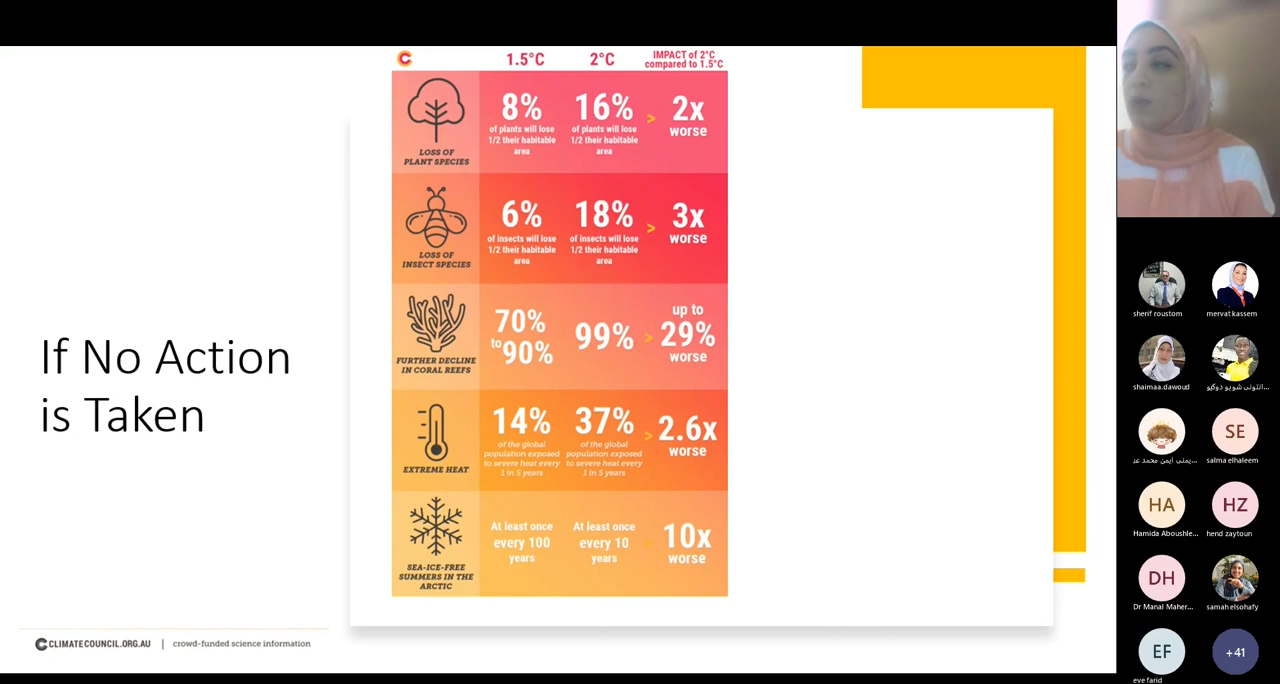 1.5°C
2°C
IMPACT of 2°C
compared to 1.5°C
LOSS OF
PLANT SPECIES
8%
of plants will lose
1/2 their habitable
area
16%
of plants will lose
1/2 their habitable
area
>
2x
worse
LOSS OF
INSECT SPECIES
6%
of insects will lose
1/2 their habitable
area
18%
of insects will lose
1/2 their habitable
area
>
3x
worse
FURTHER DECLINE
IN CORAL REEFS
70%
to 90%
99%
>
up to
29%
worse
EXTREME HEAT
14%
of the global
population exposed
to severe heat every
1 in 5 years
37%
of the global
population exposed
to severe heat every
1 in 5 years
>
2.6x
worse
SEA-ICE-FREE
SUMMERS IN THE
ARCTIC
At least once
every 100
years
At least once
every 10
years
10x
worse
If No Action
is Taken
CLIMATECOUNCIL.ORG.AU | crowd-funded science information
sherif roustom
mervat kassem
shaimaa.dawoud
انتونى شويو دوكيو...
يمنى ايمن محمد عبـ...
SE
salma elhaleem
HA
Hamida Aboushle...
HZ
hend zaytoun
DH
Dr Manal Maher...
samah elsohafy
EF
eve farid
+41